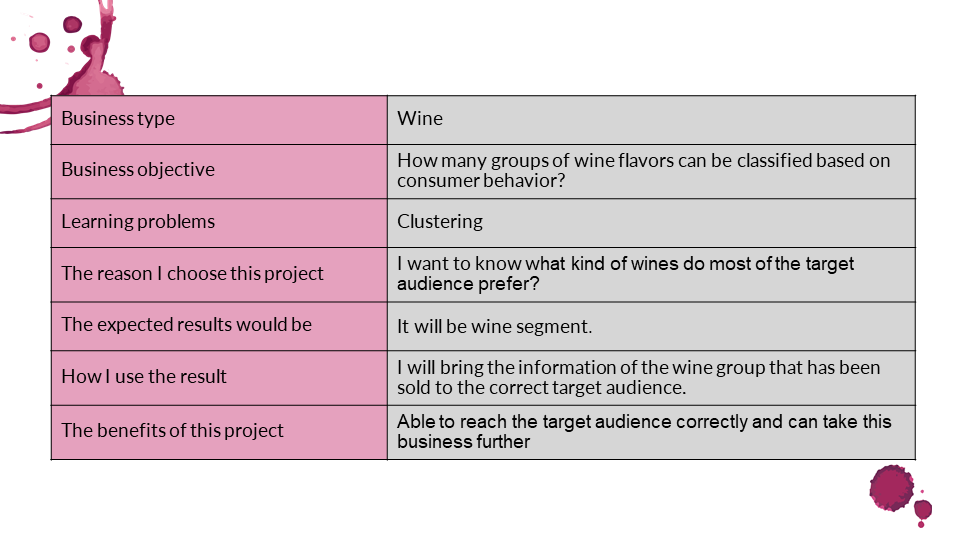 Business type
Wine
Business objective
How many groups of wine flavors can be classified based on
consumer behavior?
Learning problems
Clustering
The reason I choose this project
I want to know what kind of wines do most of the target
audience prefer?
The expected results would be
It will be wine segment.
How I use the result
I will bring the information of the wine group that has been
sold to the correct target audience.
The benefits of this project
Able to reach the target audience correctly and can take this
business further